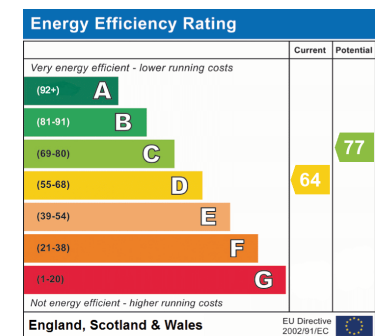 Energy Efficiency Rating
Current Potential
Very energy efficient - lower running costs
(92+) A
(81-91) B
(69-80) C
77
(55-68) D
64
(39-54) E
(21-38) F
(1-20) G
Not energy efficient - higher running costs
England, Scotland & Wales
EU Directive
2002/91/EC